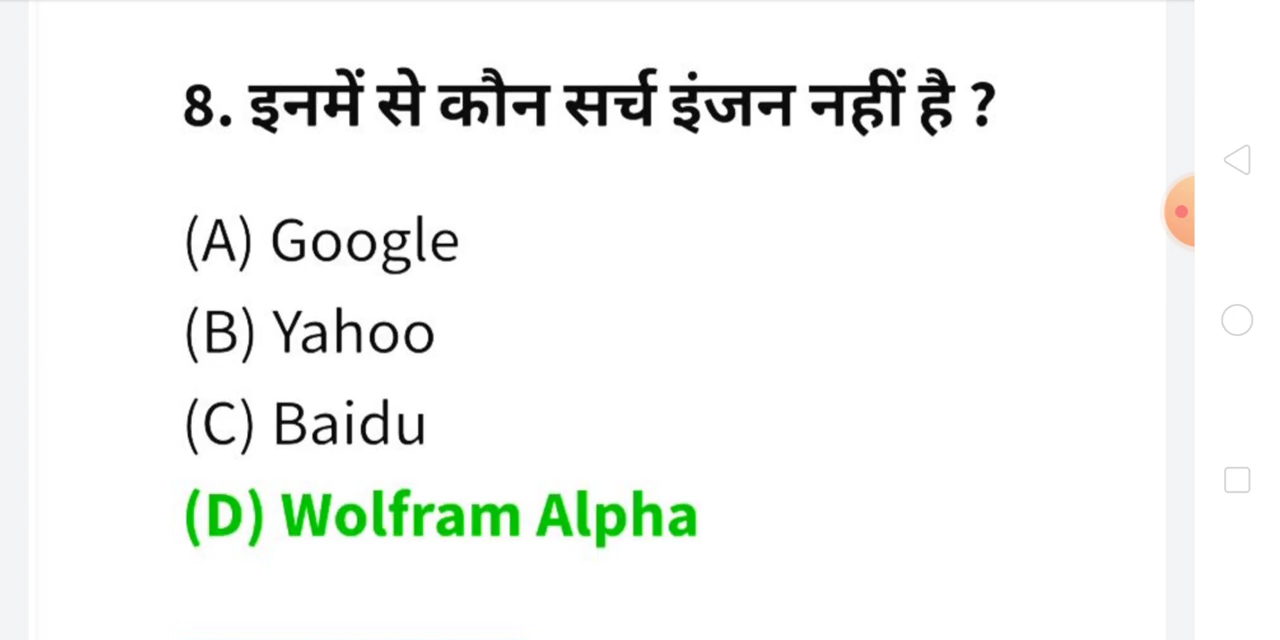 8. इनमें से कौन सर्च इंजन नहीं है ?
(A) Google
(B) Yahoo
(C) Baidu
(D) Wolfram Alpha